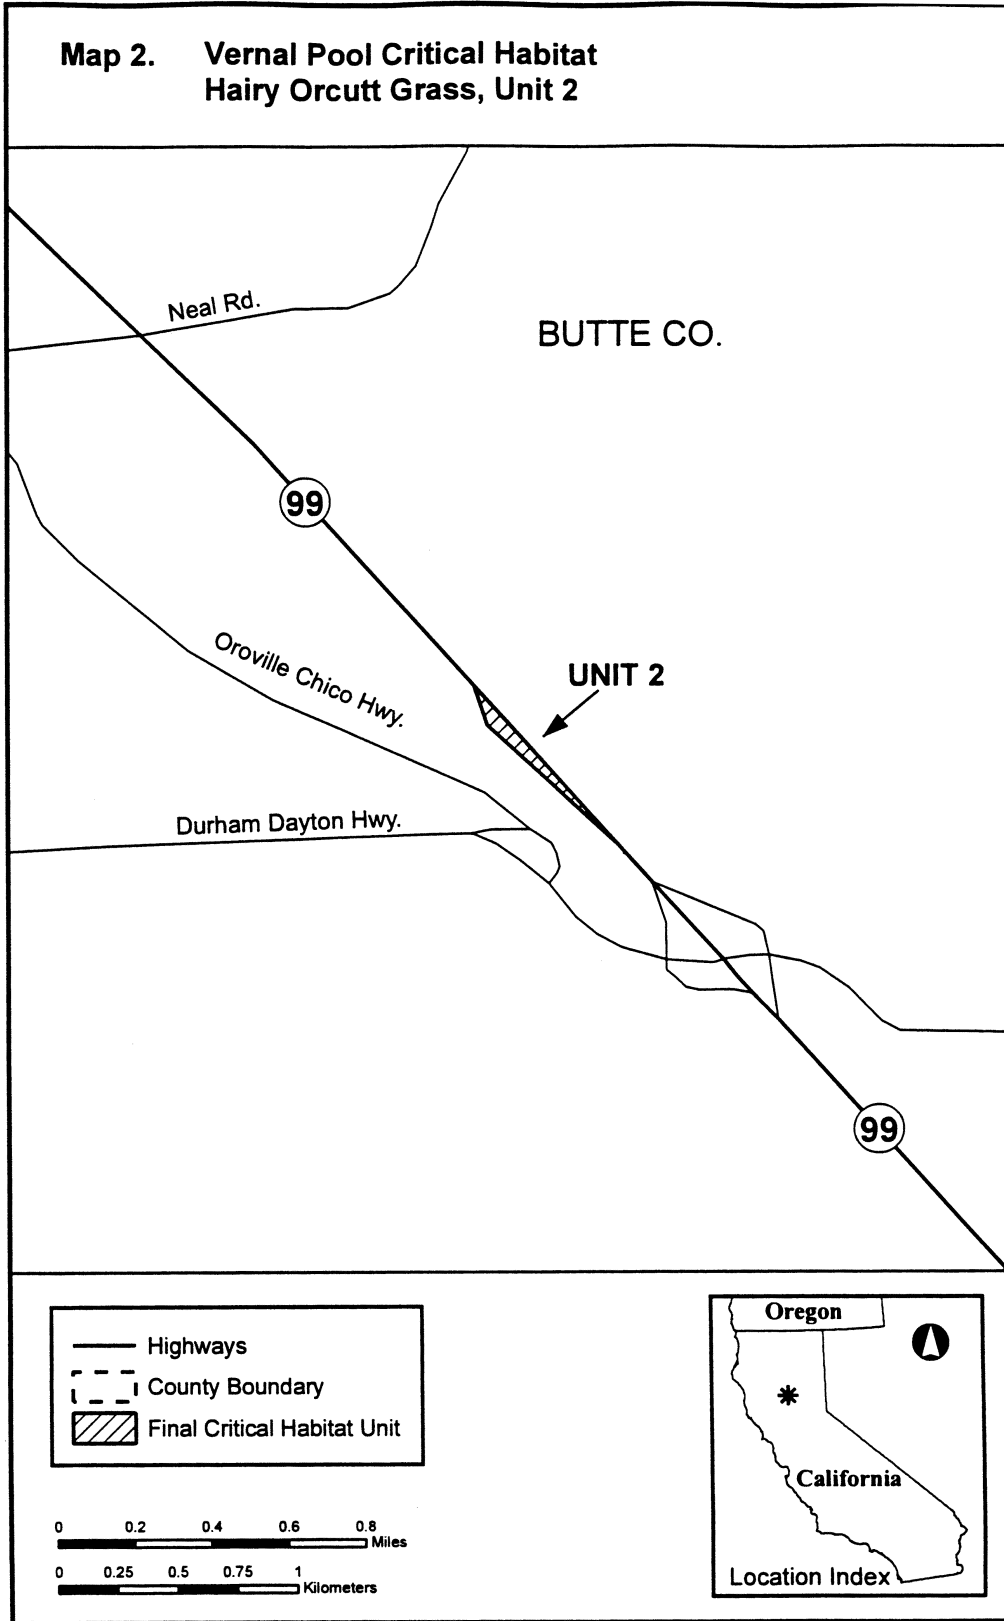 Map 2. Vernal Pool Critical Habitat
Hairy Orcutt Grass, Unit 2
Neal Rd.
BUTTE CO.
99
Oroville Chico Hwy.
UNIT 2
Durham Dayton Hwy.
99
Highways
County Boundary
Final Critical Habitat Unit
0 0.2 0.4 0.6 0.8
Miles
0 0.25 0.5 0.75 1
Kilometers
Oregon
California
Location Index